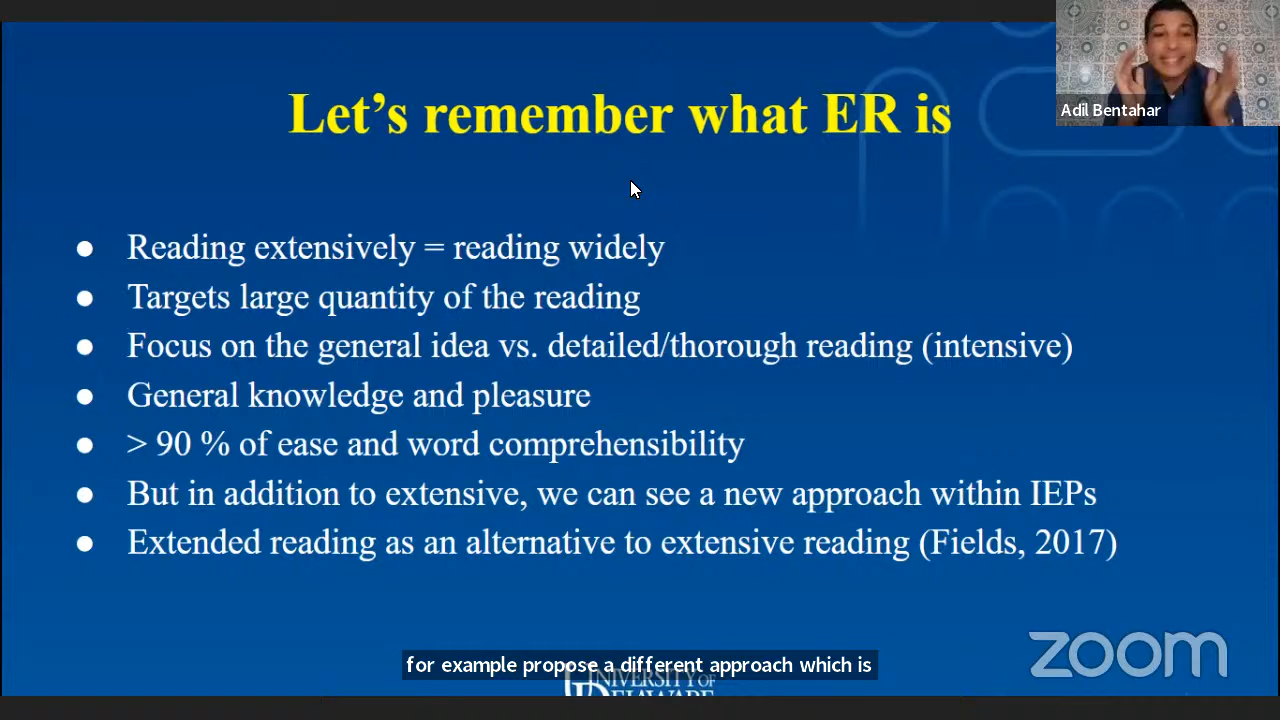 Let's remember what ER is
Adil Bentahar
● Reading extensively = reading widely
● Targets large quantity of the reading
● Focus on the general idea vs. detailed/thorough reading (intensive)
● General knowledge and pleasure
● > 90 % of ease and word comprehensibility
● But in addition to extensive, we can see a new approach within IEPs
● Extended reading as an alternative to extensive reading (Fields, 2017)
zoom
for example propose a different approach which is
UNIVERSITY OF
DELAWARE